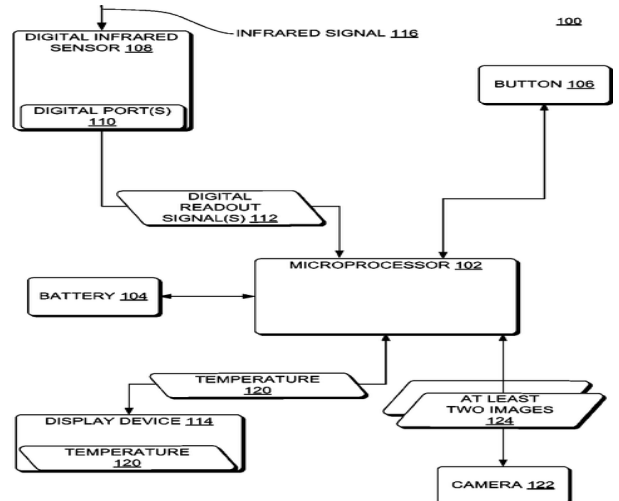 100
INFRARED SIGNAL 116
DIGITAL INFRARED
SENSOR 108
DIGITAL PORT(S)
110
BUTTON 106
DIGITAL
READOUT
SIGNAL(S) 112
MICROPROCESSOR 102
BATTERY 104
TEMPERATURE
120
AT LEAST
TWO IMAGES
124
DISPLAY DEVICE 114
TEMPERATURE
120
CAMERA 122